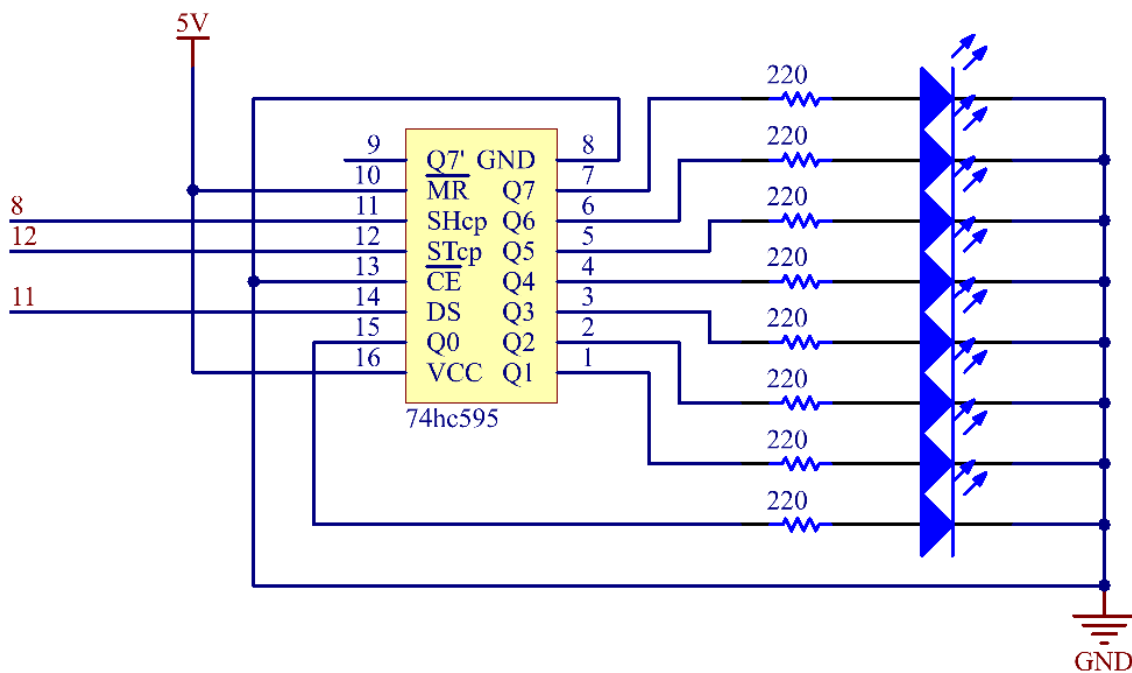 5V
220
9 Q7' GND 8
220
10 MR Q7 7
8 11 SHcp Q6 6
220
12 12 STcp Q5 5
13 CE Q4 4
220
11 14 DS Q3 3
15 Q0 Q2 2
220
16 VCC Q1 1
220
74hc595
220
220
GND